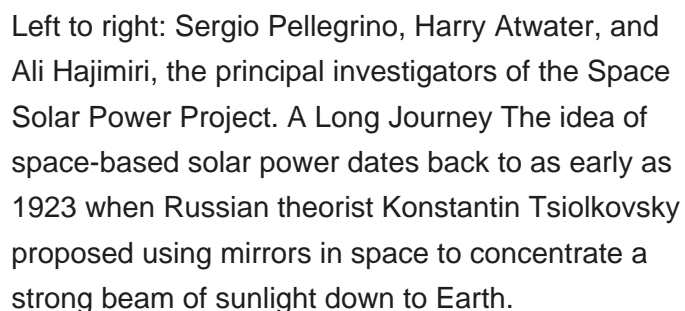 Left to right: Sergio Pellegrino, Harry Atwater, and
Ali Hajimiri, the principal investigators of the Space
Solar Power Project. A Long Journey The idea of
space-based solar power dates back to as early as
1923 when Russian theorist Konstantin Tsiolkovsky
proposed using mirrors in space to concentrate a
strong beam of sunlight down to Earth.